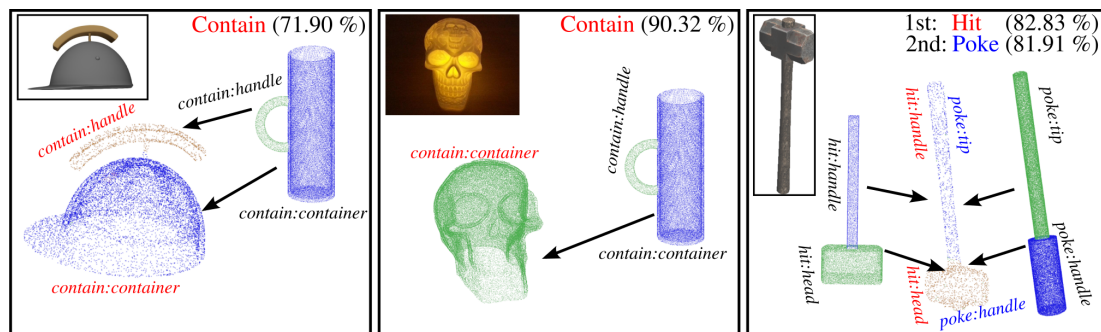 Contain (71.90 %)
contain:handle
contain:handle
contain:container
contain:container
Contain (90.32 %)
contain:handle
contain:container
contain:container
1st: Hit (82.83 %)
2nd: Poke (81.91 %)
hit:handle
hit:head
hit:handle
poke:tip
hit:head
poke:handle
poke:tip
poke:handle